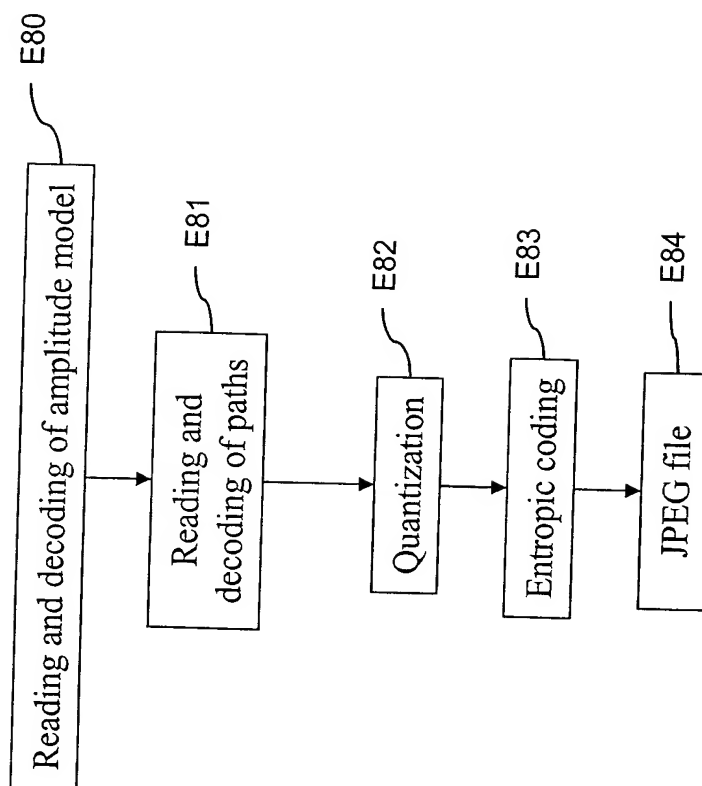 Reading and decoding of amplitude model
E80
Reading and
decoding of paths
E81
Quantization
E82
Entropic coding
E83
JPEG file
E84